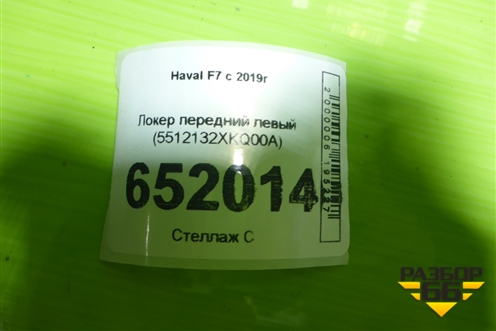 Haval F7 с 2019г
Локер передний левый
(5512132XKQ00A)
652014
Стеллаж С
РАЗБОР
66